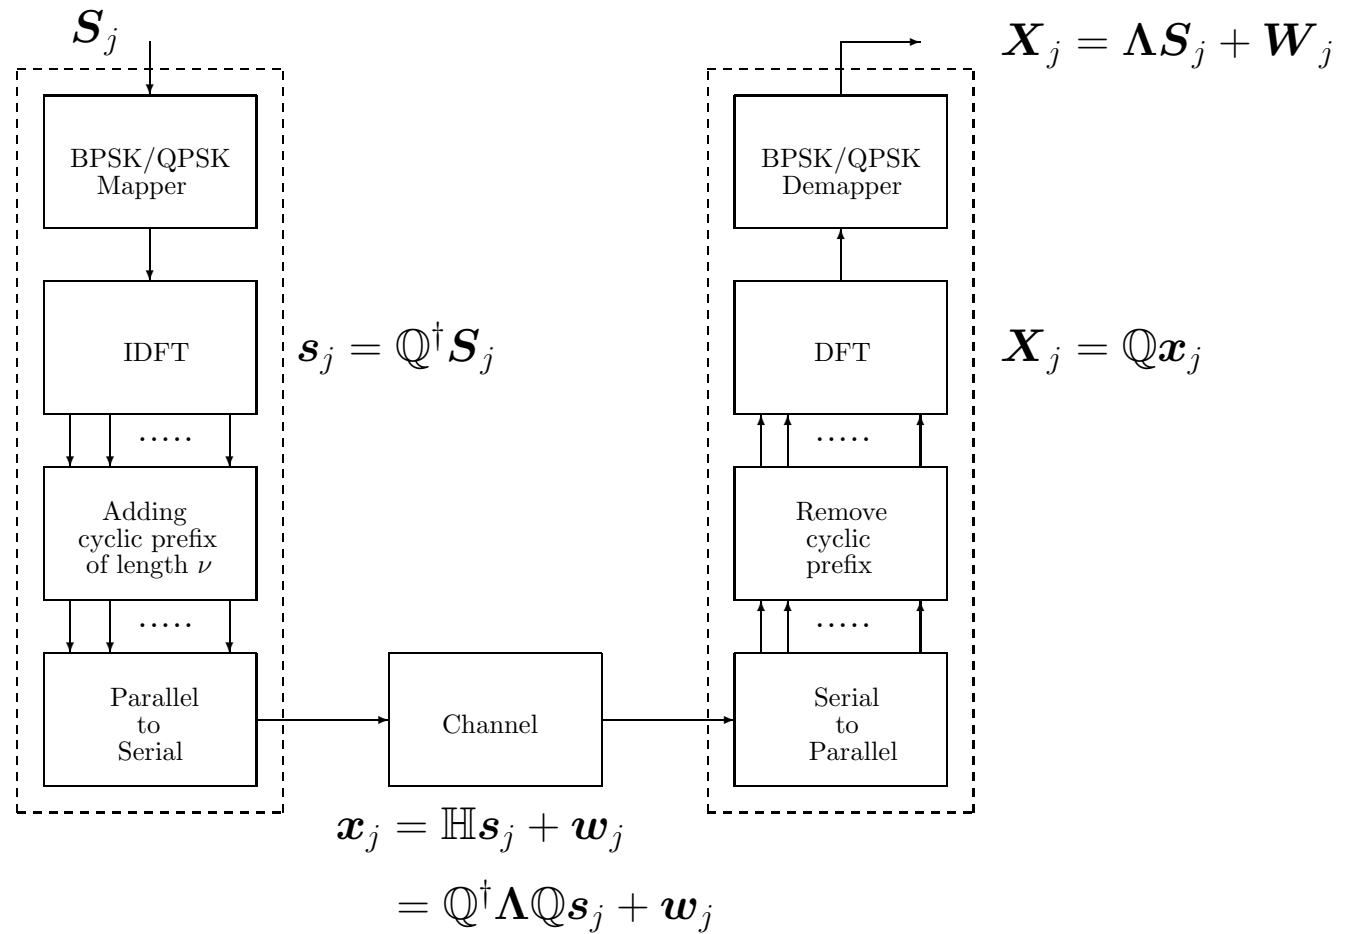 𝑺_j
BPSK/QPSK
Mapper
IDFT
𝒔_j = ℚ^†𝑺_j
.....
Adding
cyclic prefix
of length ν
.....
Parallel
to
Serial
Channel
𝒙_j = ℍ𝒔_j + 𝒘_j
= ℚ^†𝚲ℚ𝒔_j + 𝒘_j
𝑿_j = 𝚲𝑺_j + 𝑾_j
BPSK/QPSK
Demapper
DFT
𝑿_j = ℚ𝒙_j
.....
Remove
cyclic
prefix
.....
Serial
to
Parallel